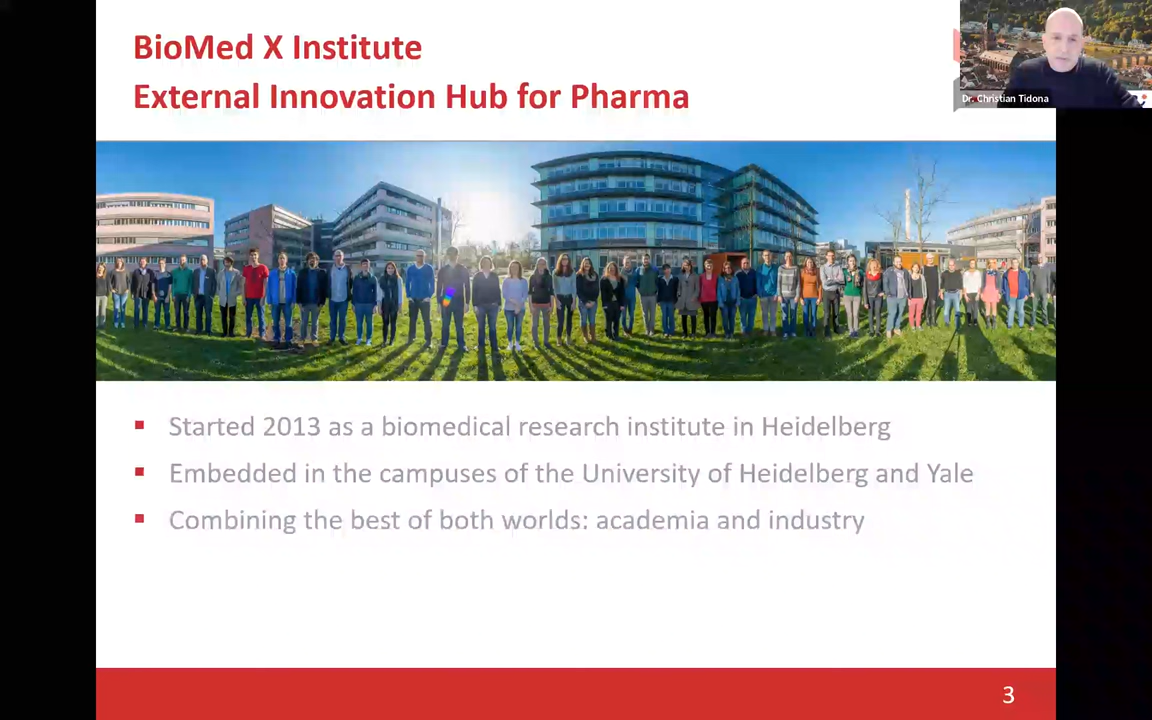 BioMed X Institute
External Innovation Hub for Pharma
Dr. Christian Tidona
Started 2013 as a biomedical research institute in Heidelberg
Embedded in the campuses of the University of Heidelberg and Yale
Combining the best of both worlds: academia and industry
3